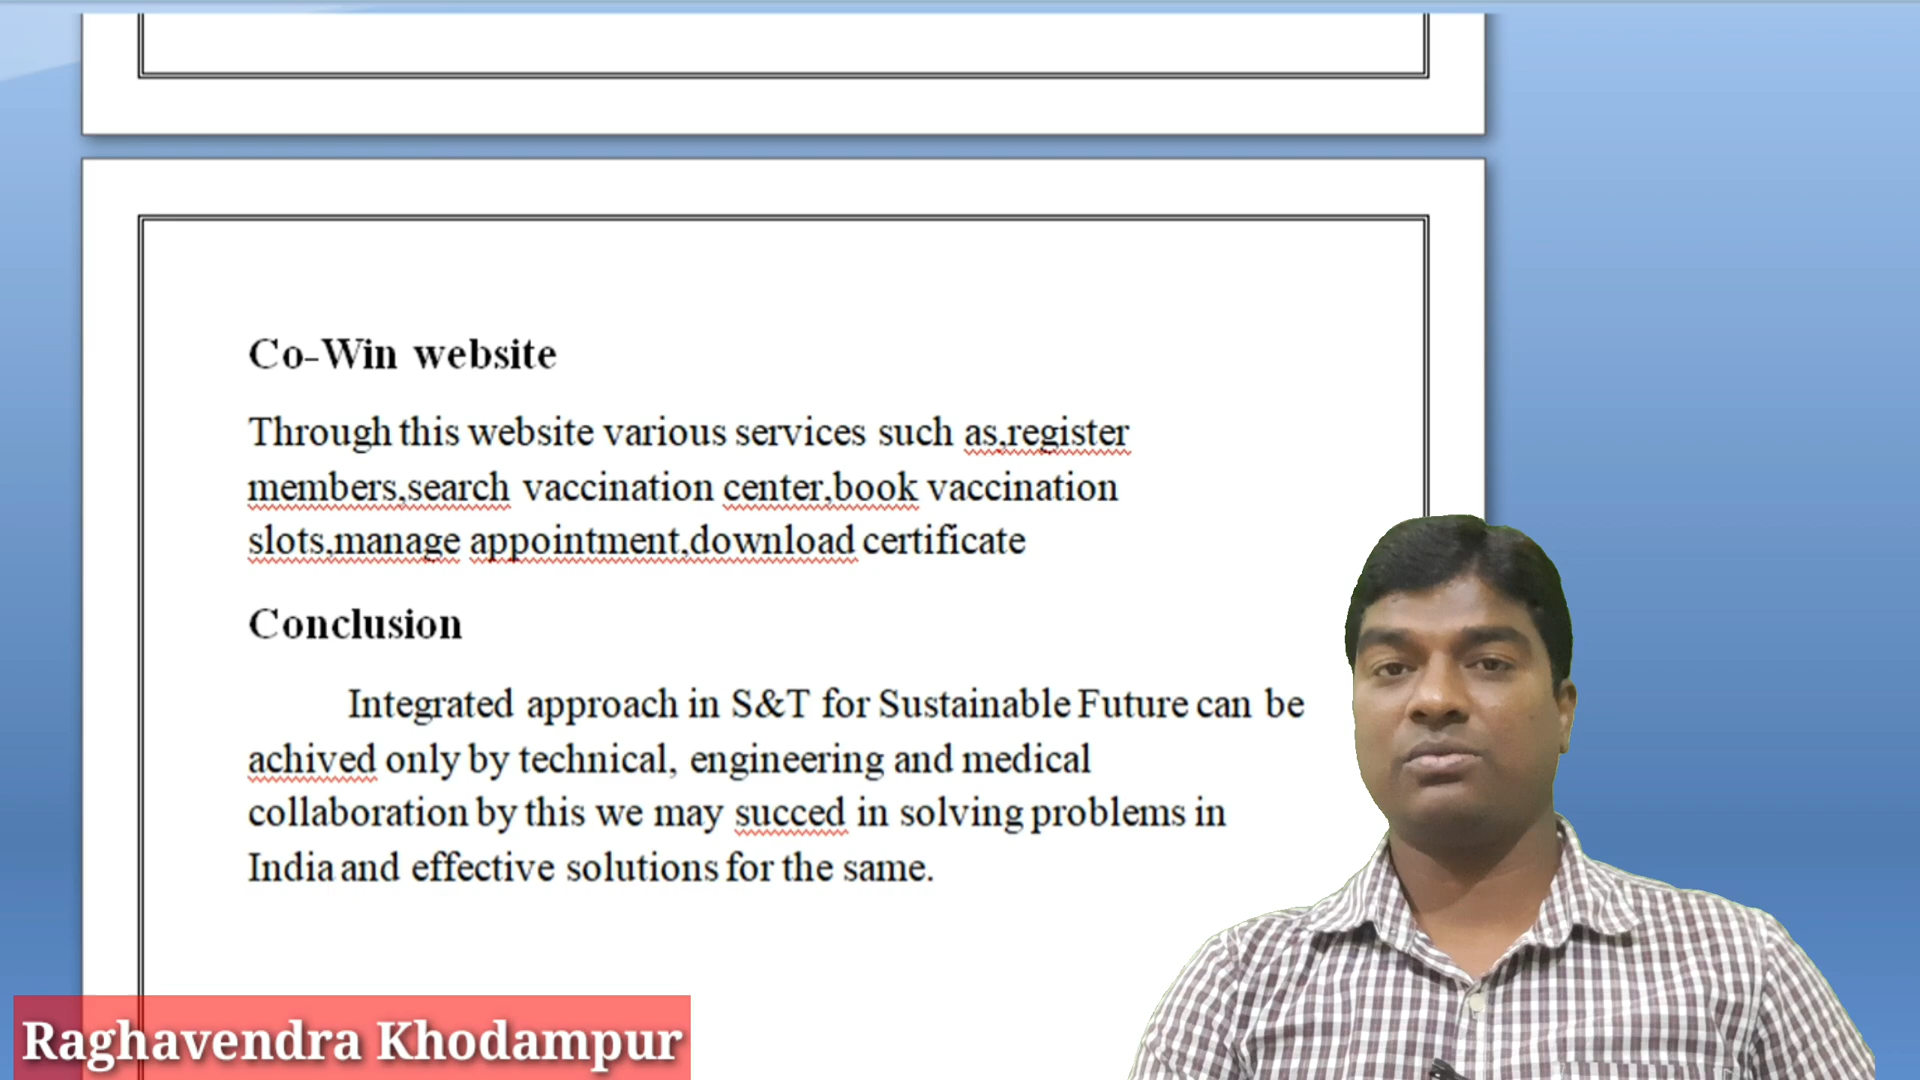 Co-Win website
Through this website various services such as,register
members,search vaccination center,book vaccination
slots,manage appointment,download certificate
Conclusion
Integrated approach in S&T for Sustainable Future can be
achived only by technical, engineering and medical
collaboration by this we may succed in solving problems in
India and effective solutions for the same.
Raghavendra Khodampur